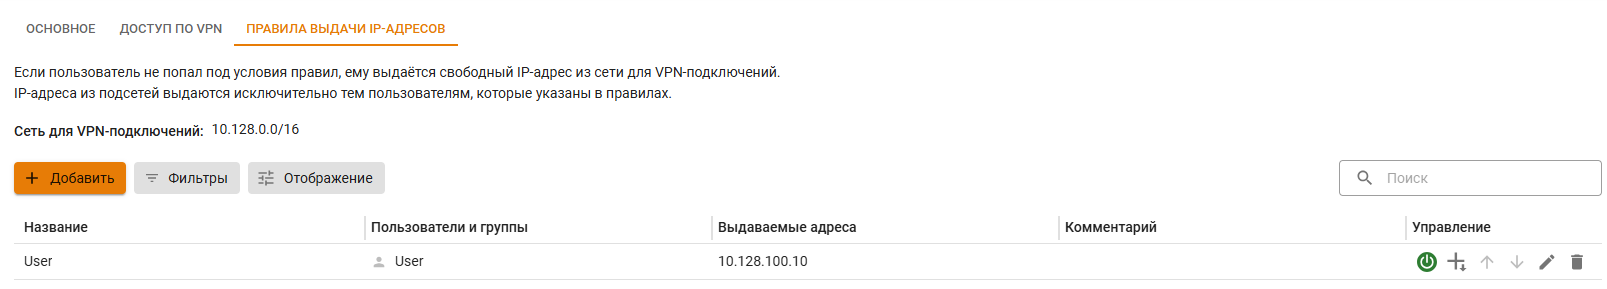 ОСНОВНОЕ ДОСТУП ПО VPN ПРАВИЛА ВЫДАЧИ IP-АДРЕСОВ
Если пользователь не попал под условия правил, ему выдаётся свободный IP-адрес из сети для VPN-подключений.
IP-адреса из подсетей выдаются исключительно тем пользователям, которые указаны в правилах.
Сеть для VPN-подключений: 10.128.0.0/16
Добавить Фильтры Отображение Поиск
Название Пользователи и группы Выдаваемые адреса Комментарий Управление
User User 10.128.100.10